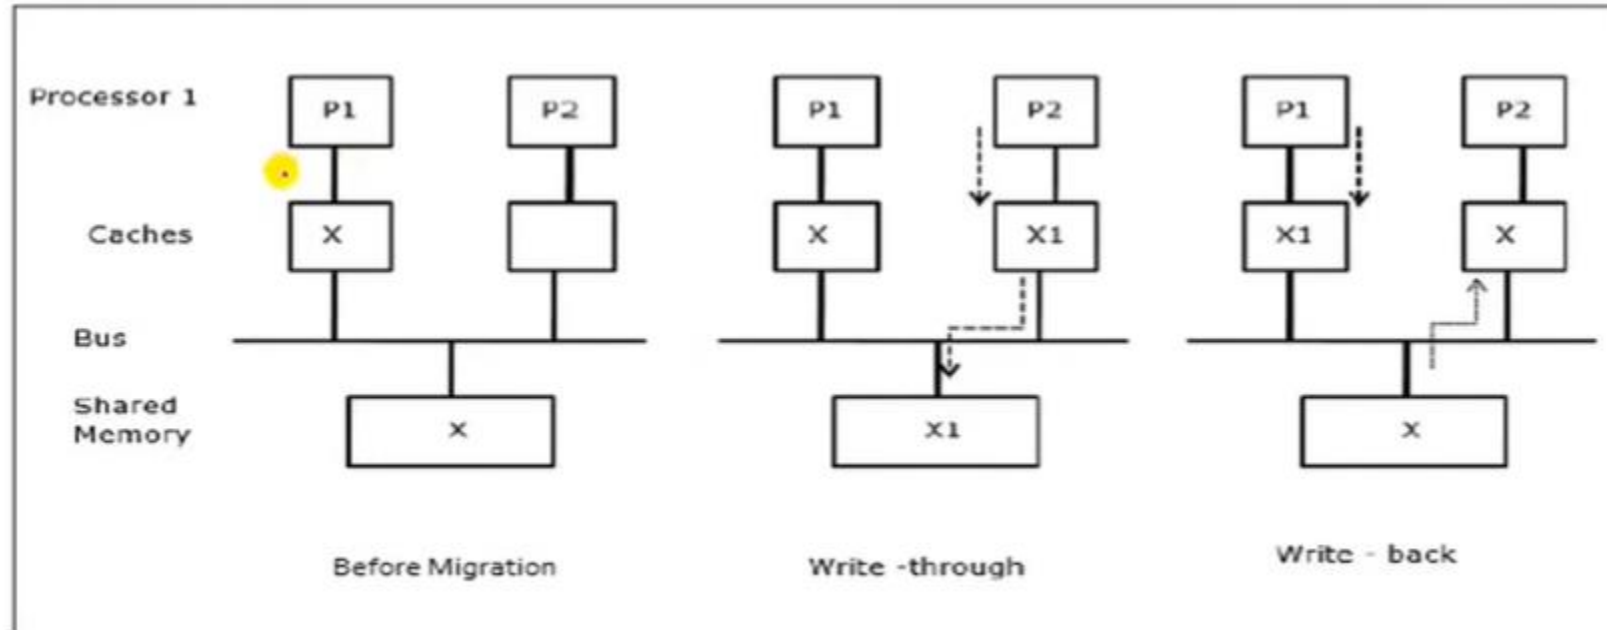 Processor 1
P1
P2
P1
P2
P1
P2
Caches
X
X
X1
X1
X
Bus
Shared
Memory
X
X1
X
Before Migration
Write -through
Write - back